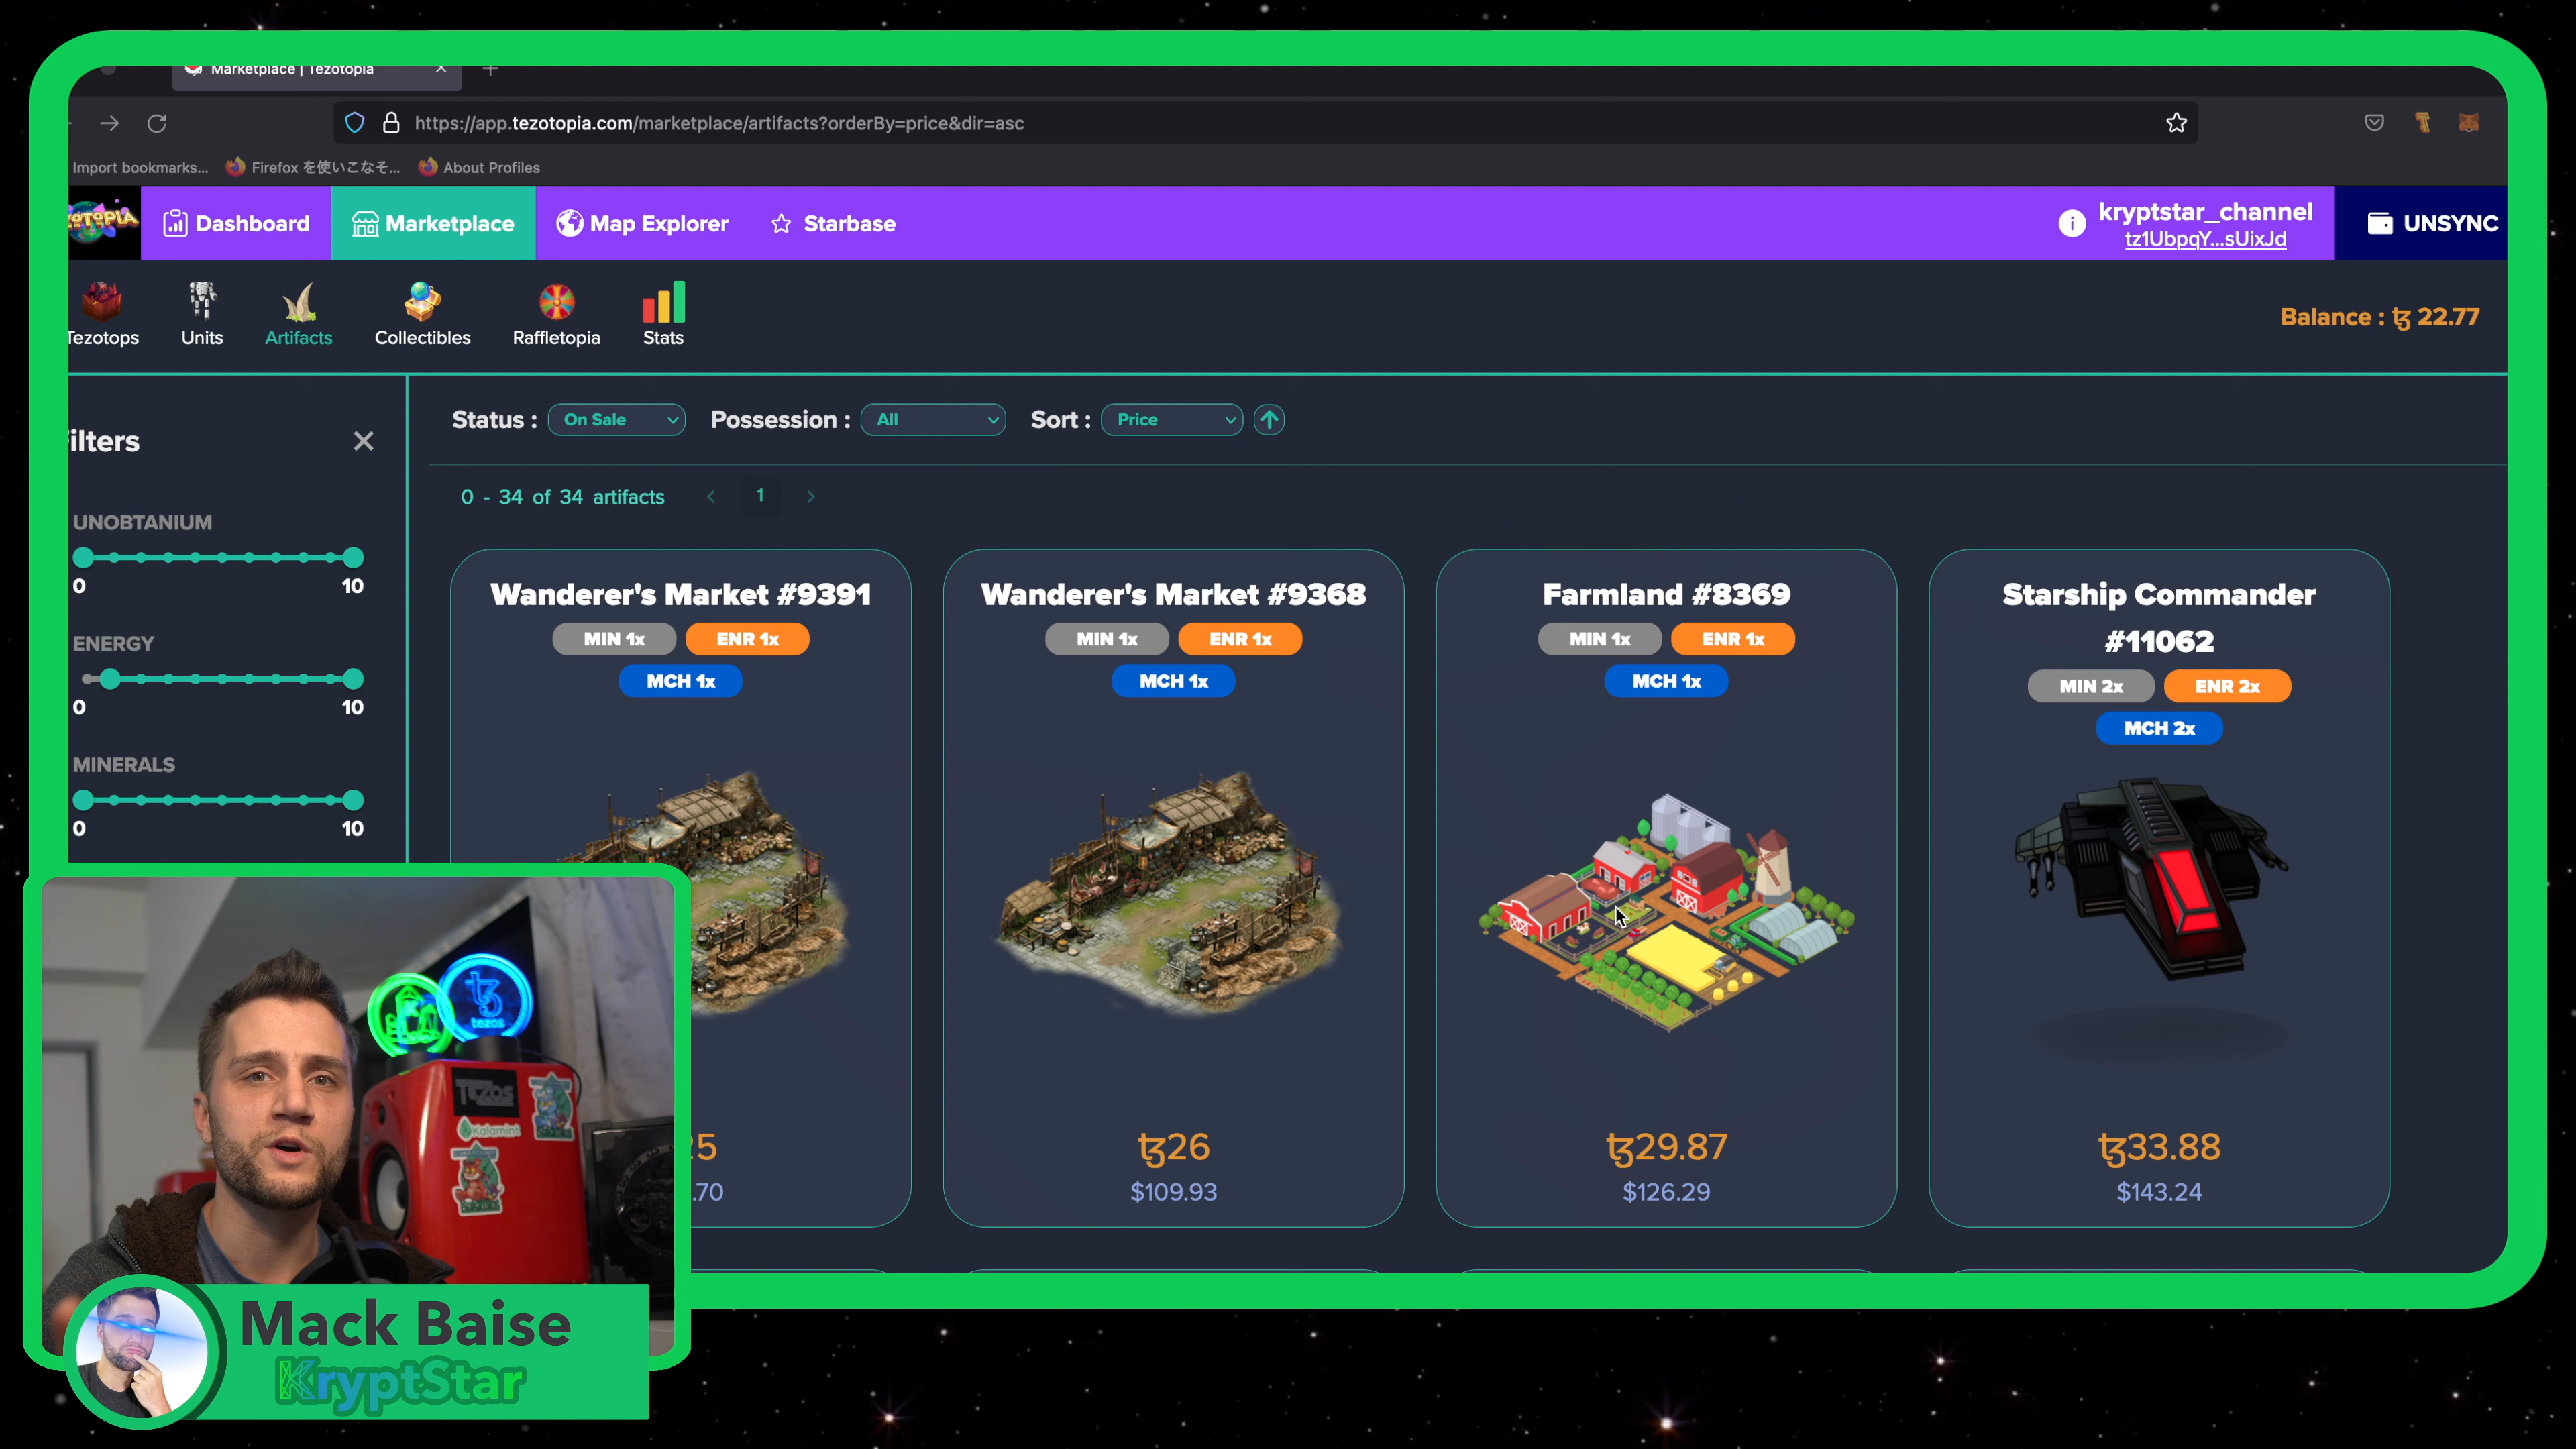 Marketplace | Tezotopia
https://app.tezotopia.com/marketplace/artifacts?orderBy=price&dir=asc
Import bookmarks...
Firefox を使いこなそ...
About Profiles
Dashboard
Marketplace
Map Explorer
Starbase
kryptstar_channel
tz1UbpqY...sUixJd
UNSYNC
Tezotops
Units
Artifacts
Collectibles
Raffletopia
Stats
Balance : ꜩ 22.77
ilters
Status : On Sale
Possession : All
Sort : Price
0 - 34 of 34 artifacts
1
UNOBTANIUM
0 10
ENERGY
0 10
MINERALS
0 10
Wanderer's Market #9391
MIN 1x ENR 1x
MCH 1x
25
.70
Wanderer's Market #9368
MIN 1x ENR 1x
MCH 1x
ꜩ26
$109.93
Farmland #8369
MIN 1x ENR 1x
MCH 1x
ꜩ29.87
$126.29
Starship Commander
#11062
MIN 2x ENR 2x
MCH 2x
ꜩ33.88
$143.24
tezos
Tezos
Kalamint
Mack Baise
KryptStar